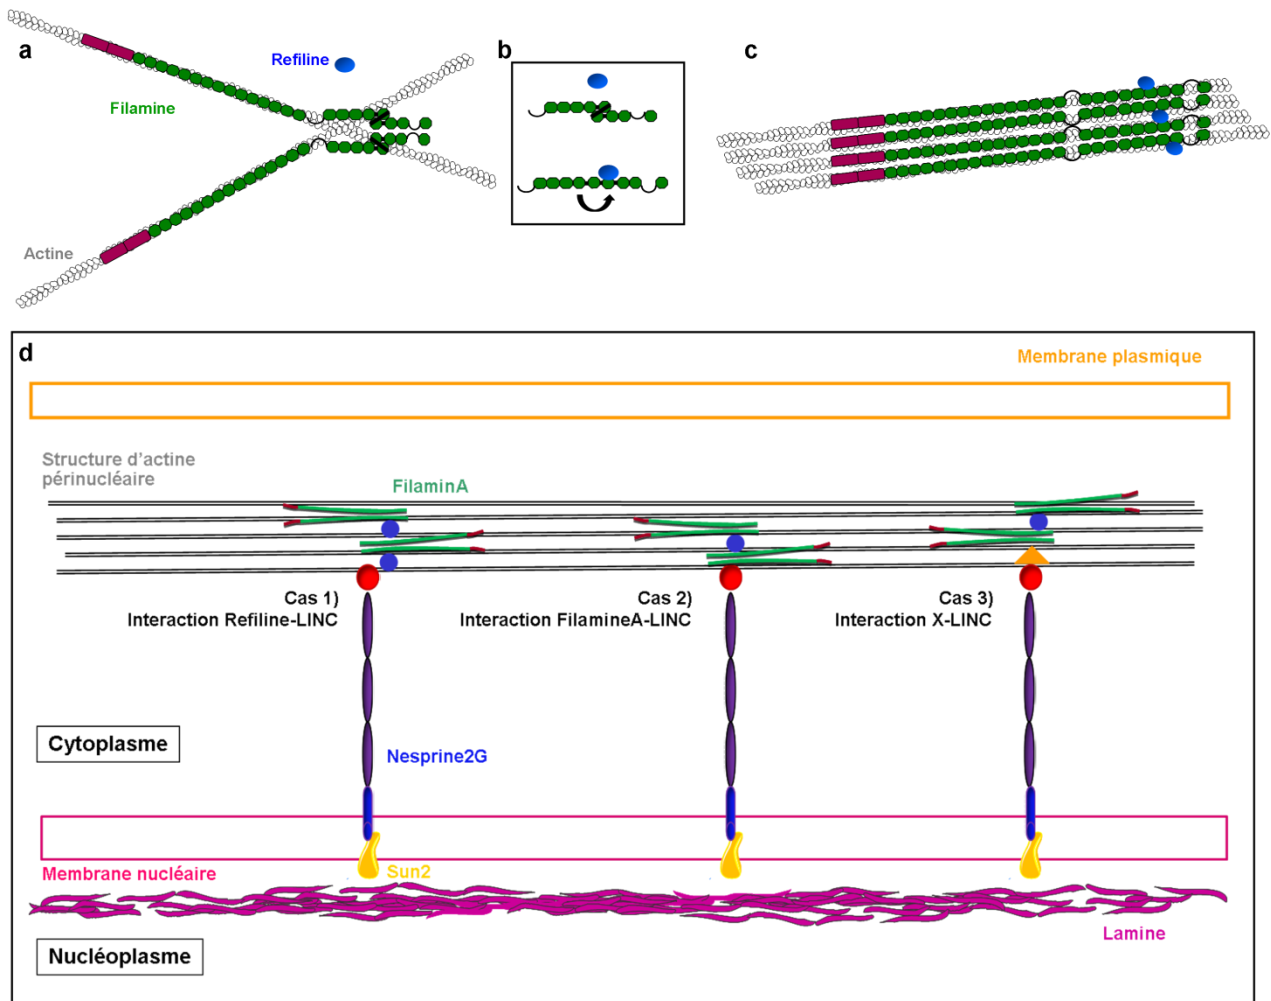 a
Refiline
Filamine
Actine
b
c
d
Membrane plasmique
Structure d'actine
périnucléaire
FilaminA
Cas 1)
Interaction Refiline-LINC
Cas 2)
Interaction FilamineA-LINC
Cas 3)
Interaction X-LINC
Cytoplasme
Nesprine2G
Membrane nucléaire
Sun2
Lamine
Nucléoplasme